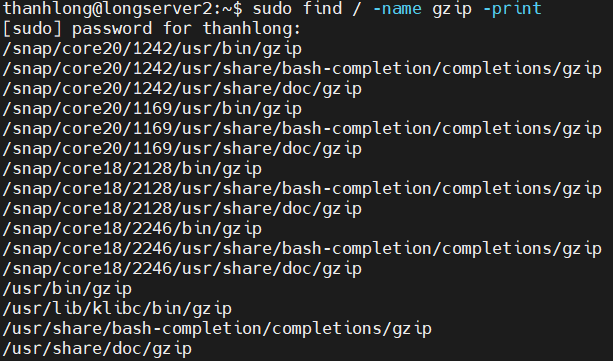 thanhlong@longserver2:~$ sudo find / -name gzip -print
[sudo] password for thanhlong:
/snap/core20/1242/usr/bin/gzip
/snap/core20/1242/usr/share/bash-completion/completions/gzip
/snap/core20/1242/usr/share/doc/gzip
/snap/core20/1169/usr/bin/gzip
/snap/core20/1169/usr/share/bash-completion/completions/gzip
/snap/core20/1169/usr/share/doc/gzip
/snap/core18/2128/bin/gzip
/snap/core18/2128/usr/share/bash-completion/completions/gzip
/snap/core18/2128/usr/share/doc/gzip
/snap/core18/2246/bin/gzip
/snap/core18/2246/usr/share/bash-completion/completions/gzip
/snap/core18/2246/usr/share/doc/gzip
/usr/bin/gzip
/usr/lib/klibc/bin/gzip
/usr/share/bash-completion/completions/gzip
/usr/share/doc/gzip